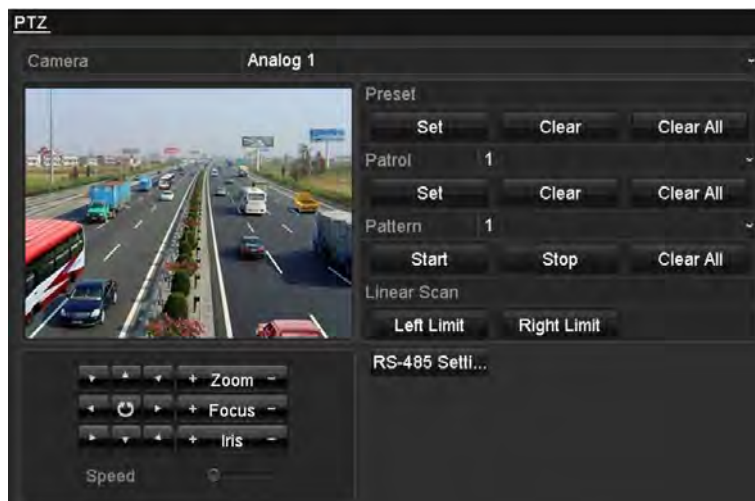 PTZ
Camera Analog 1
Preset
Set Clear Clear All
Patrol 1
Set Clear Clear All
Pattern 1
Start Stop Clear All
Linear Scan
Left Limit Right Limit
RS-485 Setti...
+ Zoom -
+ Focus -
+ Iris -
Speed